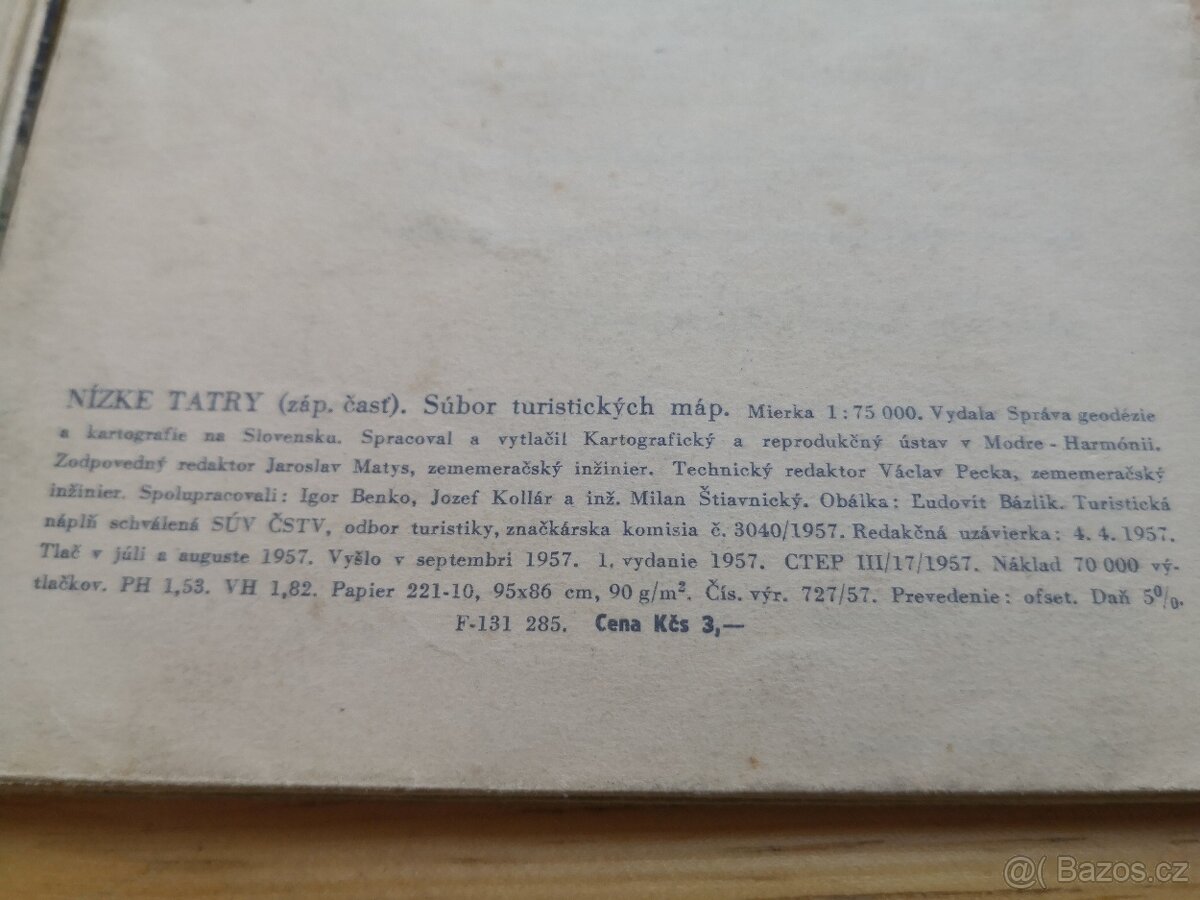 NÍZKE TATRY (záp. časť). Súbor turistických máp. Mierka 1 : 75 000. Vydala Správa geodézie
a kartografie na Slovensku. Spracoval a vytlačil Kartografický a reprodukčný ústav v Modre - Harmónii.
Zodpovedný redaktor Jaroslav Matys, zememeračský inžinier. Technický redaktor Václav Pecka, zememeračský
inžinier. Spolupracovali : Igor Benko, Jozef Kollár a inž. Milan Štiavnický. Obálka : Ľudovít Bázlik. Turistická
náplň schválená SÚV ČSTV, odbor turistiky, značkárska komisia č. 3040/1957. Redakčná uzávierka : 4. 4. 1957.
Tlač v júli a auguste 1957. Vyšlo v septembri 1957. 1. vydanie 1957. CTEP III/17/1957. Náklad 70 000 vý-
tlačkov. PH 1,53. VH 1,82. Papier 221-10, 95x86 cm, 90 g/m². Čís. výr. 727/57. Prevedenie : ofset. Daň 5%.
F-131 285. Cena Kčs 3,—
@( Bazos.cz